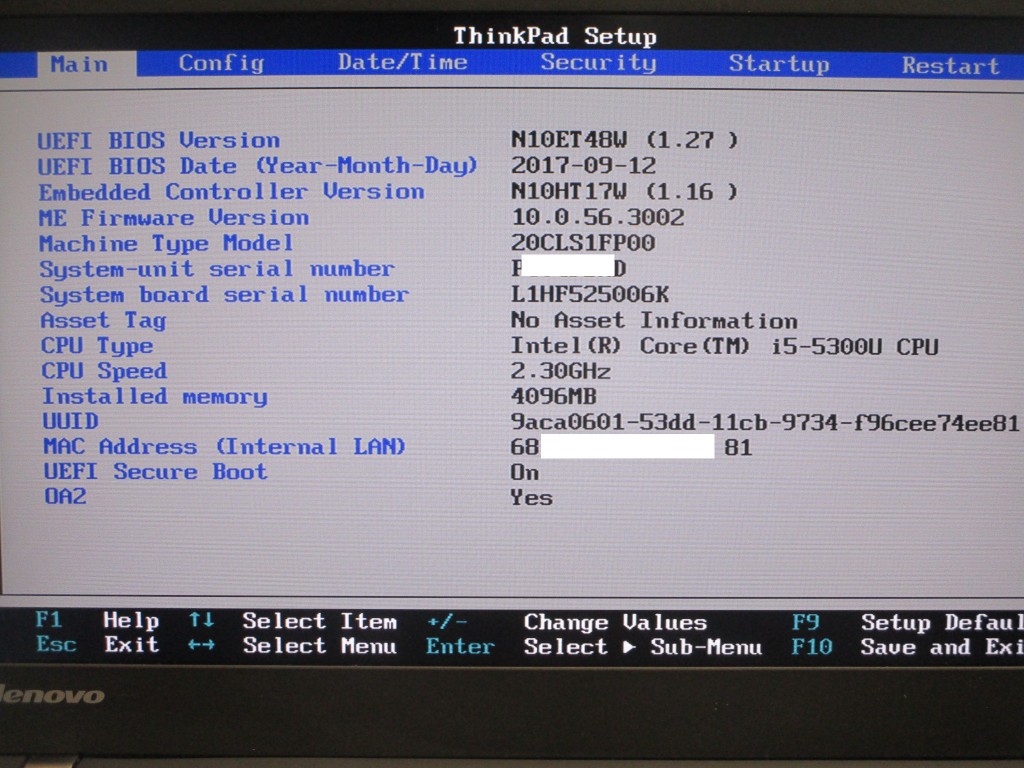 ThinkPad Setup
Main Config Date/Time Security Startup Restart
UEFI BIOS Version N10ET48W (1.27 )
UEFI BIOS Date (Year-Month-Day) 2017-09-12
Embedded Controller Version N10HT17W (1.16 )
ME Firmware Version 10.0.56.3002
Machine Type Model 20CLS1FP00
System-unit serial number
System board serial number L1HF525006K
Asset Tag No Asset Information
CPU Type Intel(R) Core(TM) i5-5300U CPU
CPU Speed 2.30GHz
Installed memory 4096MB
UUID 9aca0601-53dd-11cb-9734-f96cee74ee81
MAC Address (Internal LAN) 68 81
UEFI Secure Boot On
OA2 Yes
F1 Help ↑↓ Select Item +/- Change Values F9 Setup Defaul
Esc Exit ←→ Select Menu Enter Select ▶ Sub-Menu F10 Save and Exi
lenovo